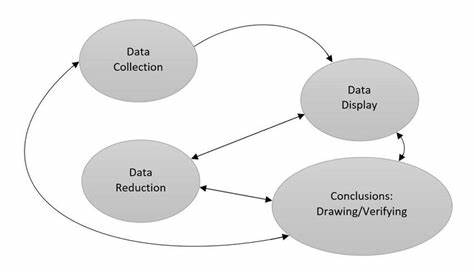 Data
Collection
Data
Display
Data
Reduction
Conclusions:
Drawing/Verifying